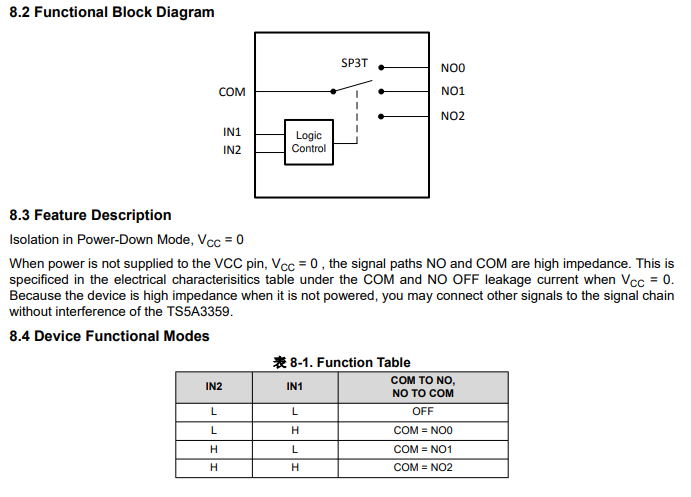 8.2 Functional Block Diagram
SP3T
NO0
COM
NO1
NO2
IN1
Logic
IN2
Control
8.3 Feature Description
Isolation in Power-Down Mode, VCC = 0
When power is not supplied to the VCC pin, VCC = 0 , the signal paths NO and COM are high impedance. This is
specificed in the electrical characterisitics table under the COM and NO OFF leakage current when VCC = 0.
Because the device is high impedance when it is not powered, you may connect other signals to the signal chain
without interference of the TS5A3359.
8.4 Device Functional Modes
表 8-1. Function Table
IN2 IN1 COM TO NO,
NO TO COM
L L OFF
L H COM = NO0
H L COM = NO1
H H COM = NO2